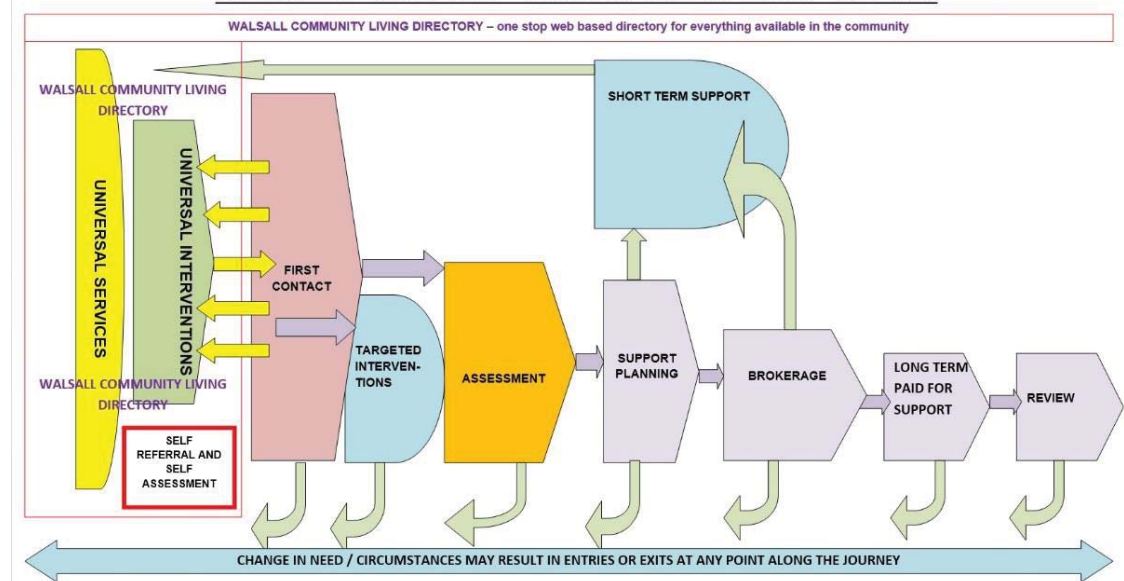 WALSALL COMMUNITY LIVING DIRECTORY – one stop web based directory for everything available in the community
WALSALL COMMUNITY LIVING
DIRECTORY
UNIVERSAL SERVICES
UNIVERSAL INTERVENTIONS
WALSALL COMMUNITY LIVING
DIRECTORY
SELF
REFERRAL AND
SELF
ASSESSMENT
FIRST
CONTACT
TARGETED
INTERVEN-
TIONS
ASSESSMENT
SHORT TERM SUPPORT
SUPPORT
PLANNING
BROKERAGE
LONG TERM
PAID FOR
SUPPORT
REVIEW
CHANGE IN NEED / CIRCUMSTANCES MAY RESULT IN ENTRIES OR EXITS AT ANY POINT ALONG THE JOURNEY